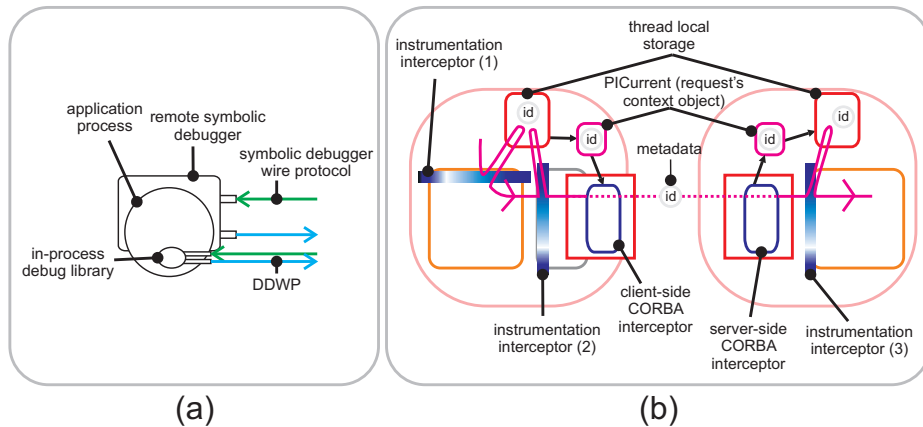 application
process
remote symbolic
debugger
symbolic debugger
wire protocol
in-process
debug library
DDWP
(a)
instrumentation
interceptor (1)
thread local
storage
PICurrent (request's
context object)
id
id
id
id
metadata
id
client-side
CORBA
interceptor
instrumentation
interceptor (2)
server-side
CORBA
interceptor
instrumentation
interceptor (3)
(b)